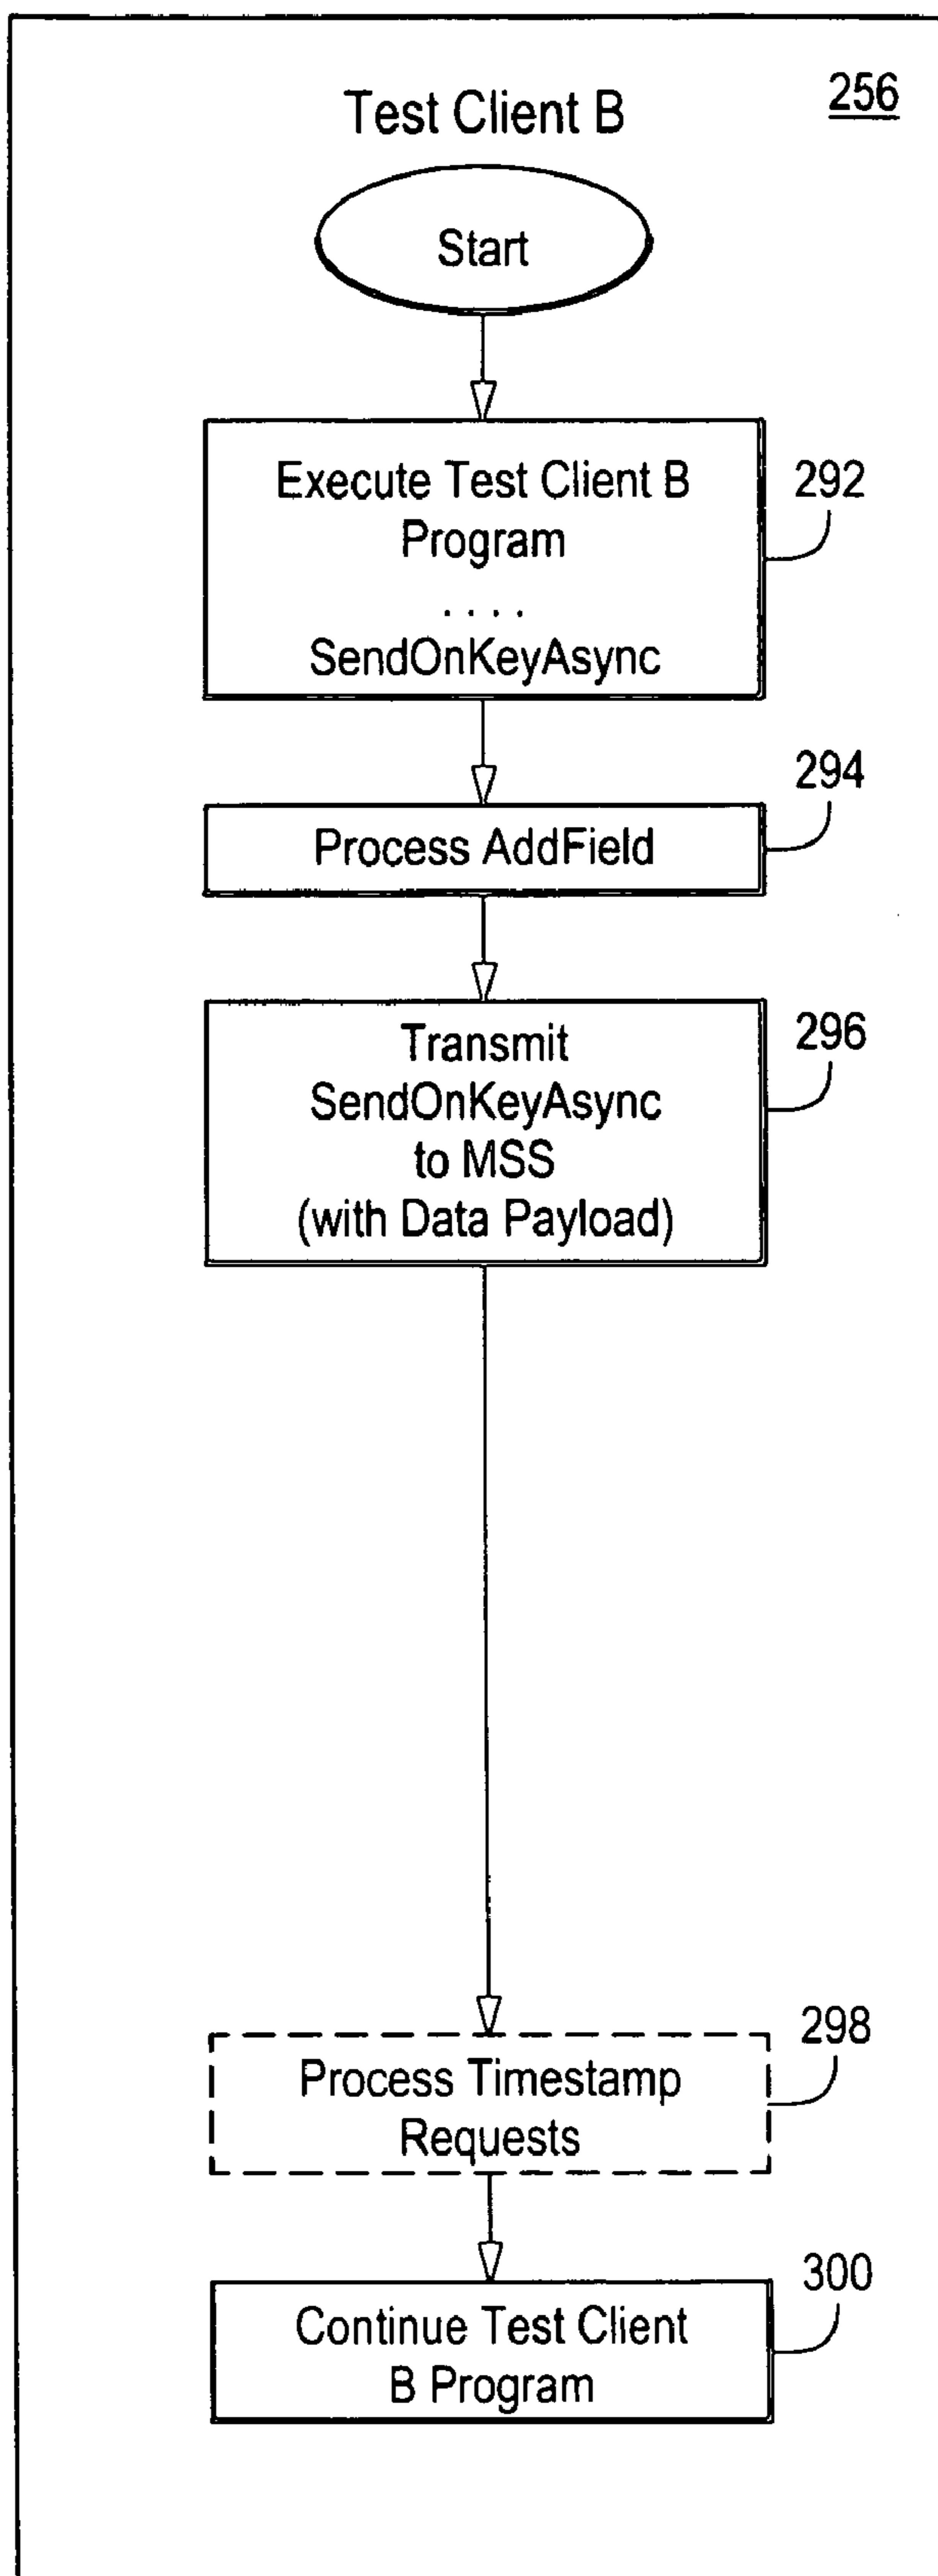 256
Test Client B
Start
Execute Test Client B
Program
. . . .
SendOnKeyAsync
292
Process AddField
294
Transmit
SendOnKeyAsync
to MSS
(with Data Payload)
296
Process Timestamp
Requests
298
Continue Test Client
B Program
300